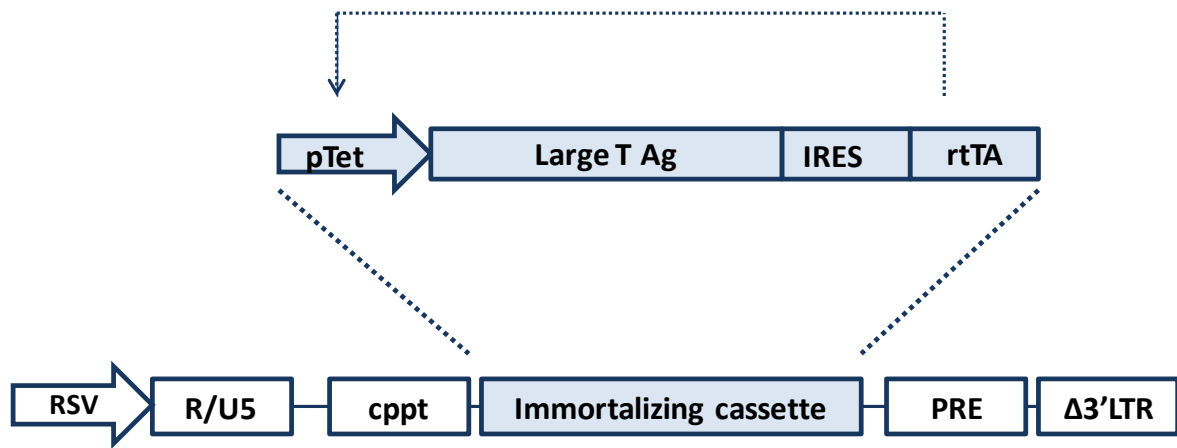 pTet Large T Ag IRES rtTA
RSV R/U5 cppt Immortalizing cassette PRE Δ3’LTR